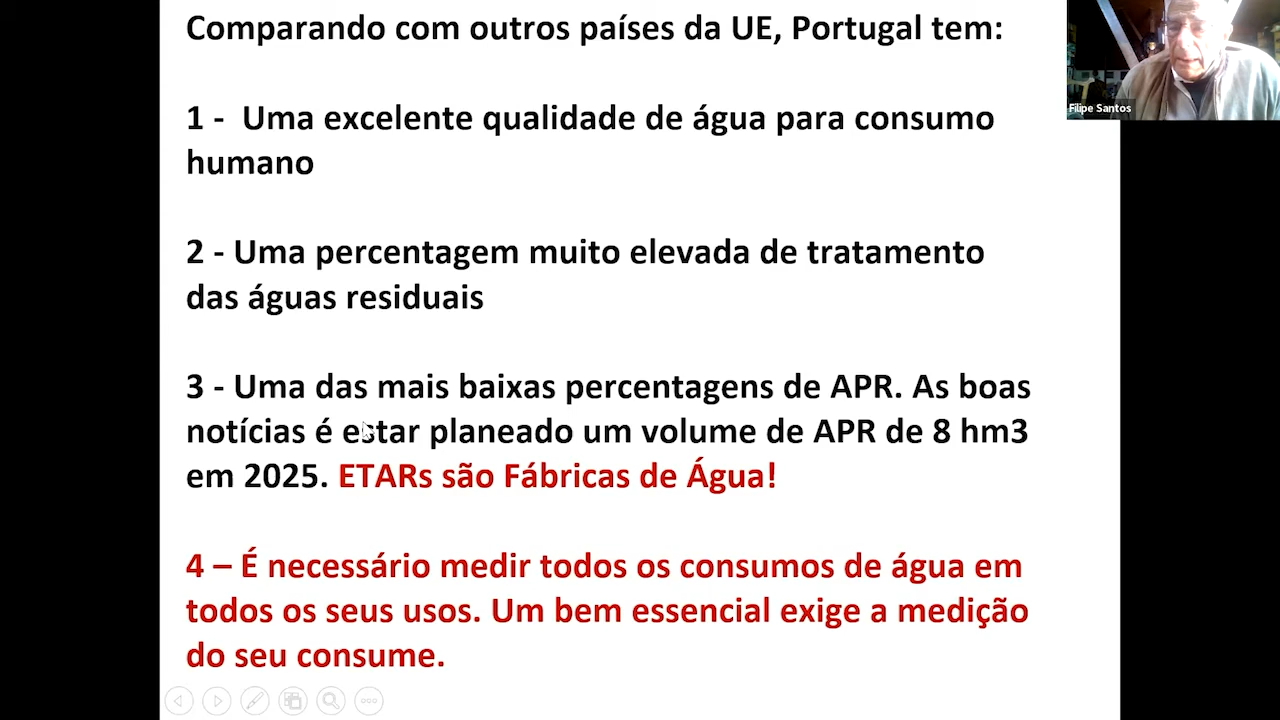 Comparando com outros países da UE, Portugal tem:
1 - Uma excelente qualidade de água para consumo
humano
2 - Uma percentagem muito elevada de tratamento
das águas residuais
3 - Uma das mais baixas percentagens de APR. As boas
notícias é estar planeado um volume de APR de 8 hm3
em 2025. ETARs são Fábricas de Água!
4 – É necessário medir todos os consumos de água em
todos os seus usos. Um bem essencial exige a medição
do seu consume.
Filipe Santos